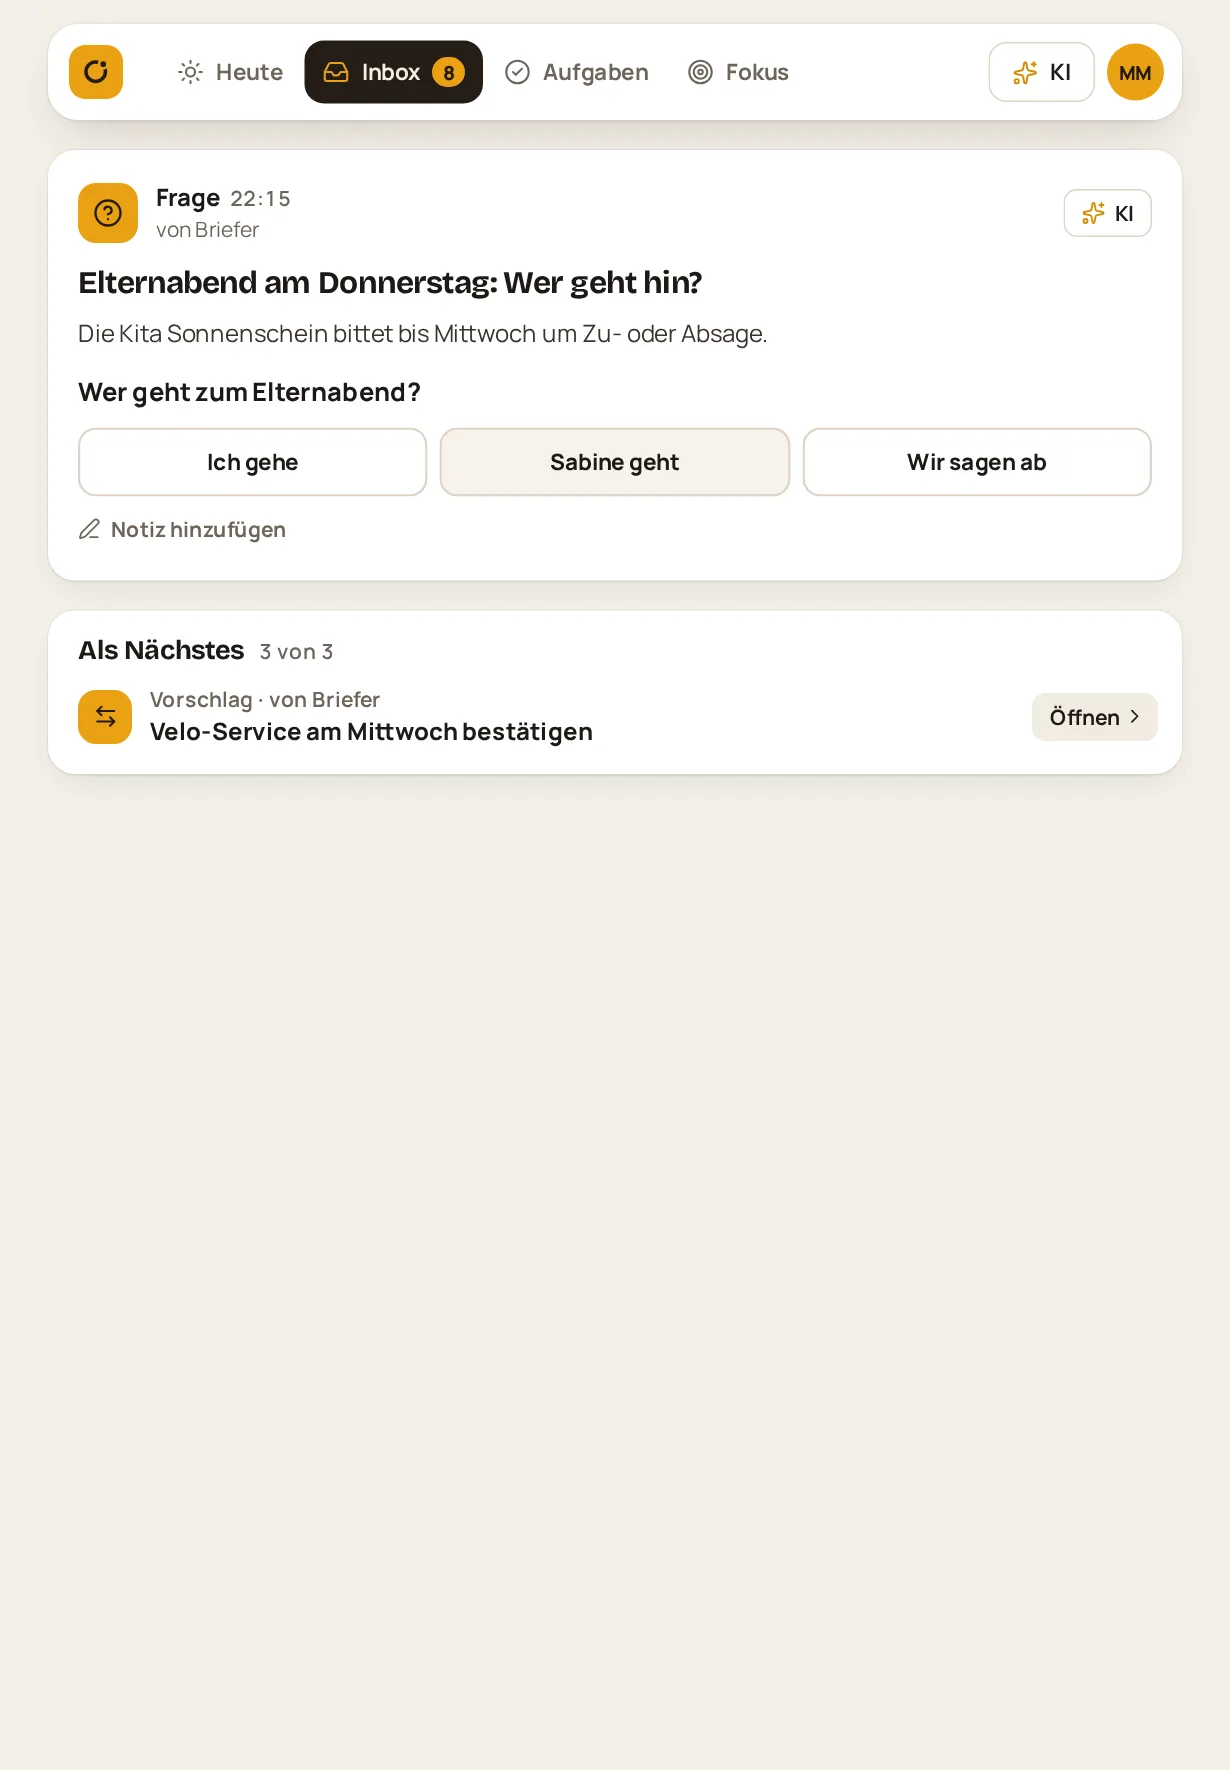 Heute Inbox 8 Aufgaben Fokus KI MM
Frage 22:15
von Briefer
KI
Elternabend am Donnerstag: Wer geht hin?
Die Kita Sonnenschein bittet bis Mittwoch um Zu- oder Absage.
Wer geht zum Elternabend?
Ich gehe Sabine geht Wir sagen ab
Notiz hinzufügen
Als Nächstes 3 von 3
Vorschlag · von Briefer
Velo-Service am Mittwoch bestätigen
Öffnen